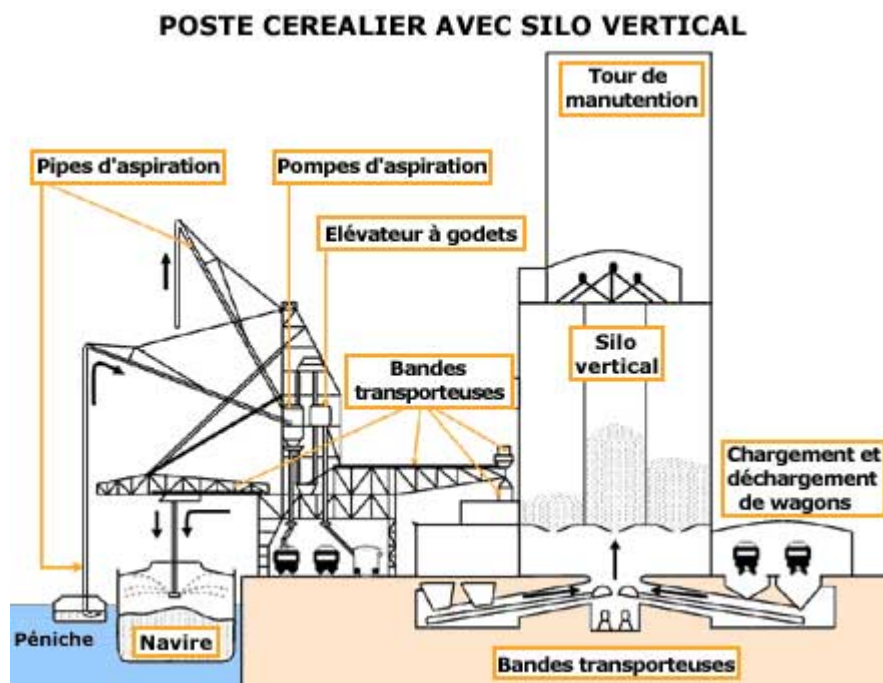 POSTE CEREALIER AVEC SILO VERTICAL
Tour de
manutention
Pipes d'aspiration
Pompes d'aspiration
Elévateur à godets
Silo
vertical
Bandes
transporteuses
Chargement et
déchargement
de wagons
Péniche
Navire
Bandes transporteuses